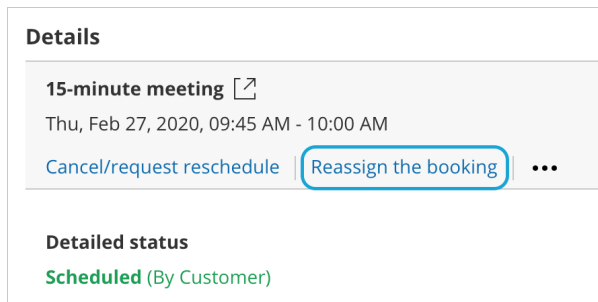 Details
15-minute meeting
Thu, Feb 27, 2020, 09:45 AM - 10:00 AM
Cancel/request reschedule | Reassign the booking | •••
Detailed status
Scheduled (By Customer)